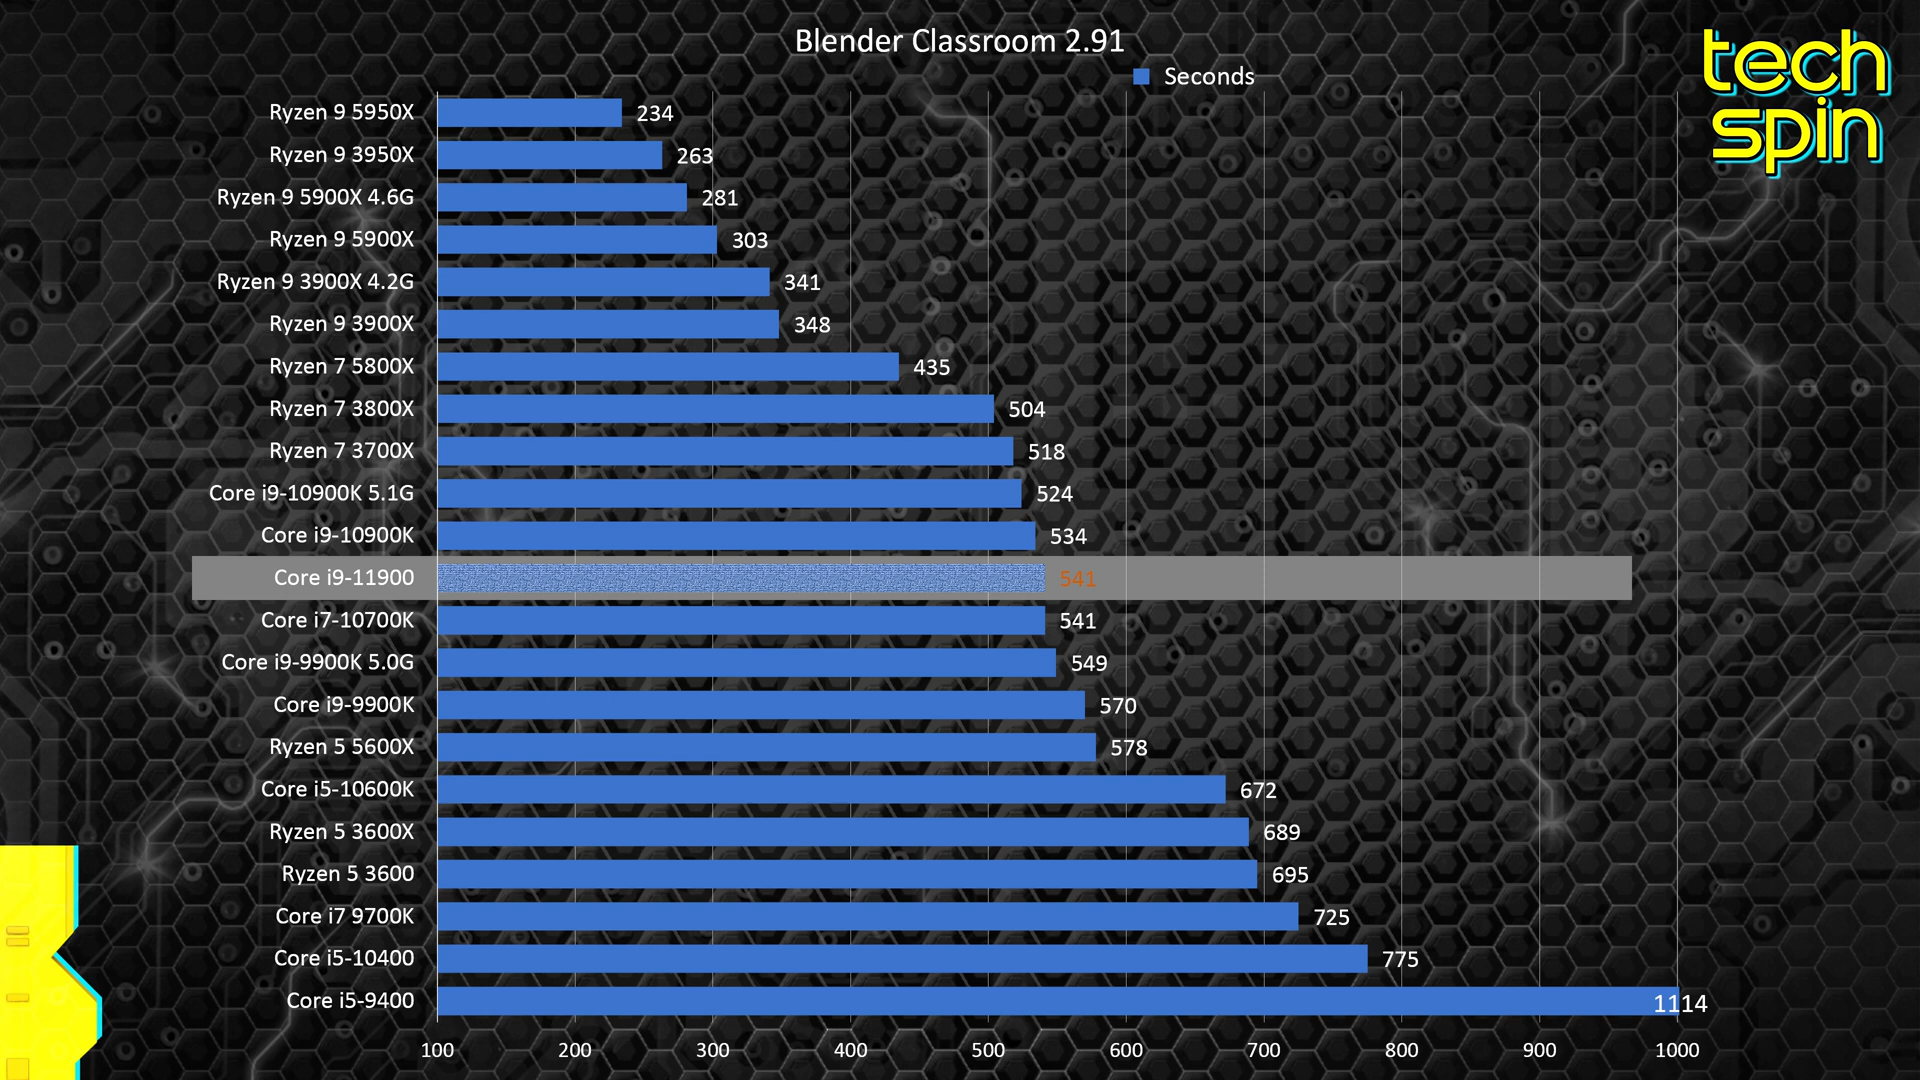 Blender Classroom 2.91
Seconds
tech
spin
Ryzen 9 5950X 234
Ryzen 9 3950X 263
Ryzen 9 5900X 4.6G 281
Ryzen 9 5900X 303
Ryzen 9 3900X 4.2G 341
Ryzen 9 3900X 348
Ryzen 7 5800X 435
Ryzen 7 3800X 504
Ryzen 7 3700X 518
Core i9-10900K 5.1G 524
Core i9-10900K 534
Core i9-11900 541
Core i7-10700K 541
Core i9-9900K 5.0G 549
Core i9-9900K 570
Ryzen 5 5600X 578
Core i5-10600K 672
Ryzen 5 3600X 689
Ryzen 5 3600 695
Core i7 9700K 725
Core i5-10400 775
Core i5-9400 1114
100 200 300 400 500 600 700 800 900 1000